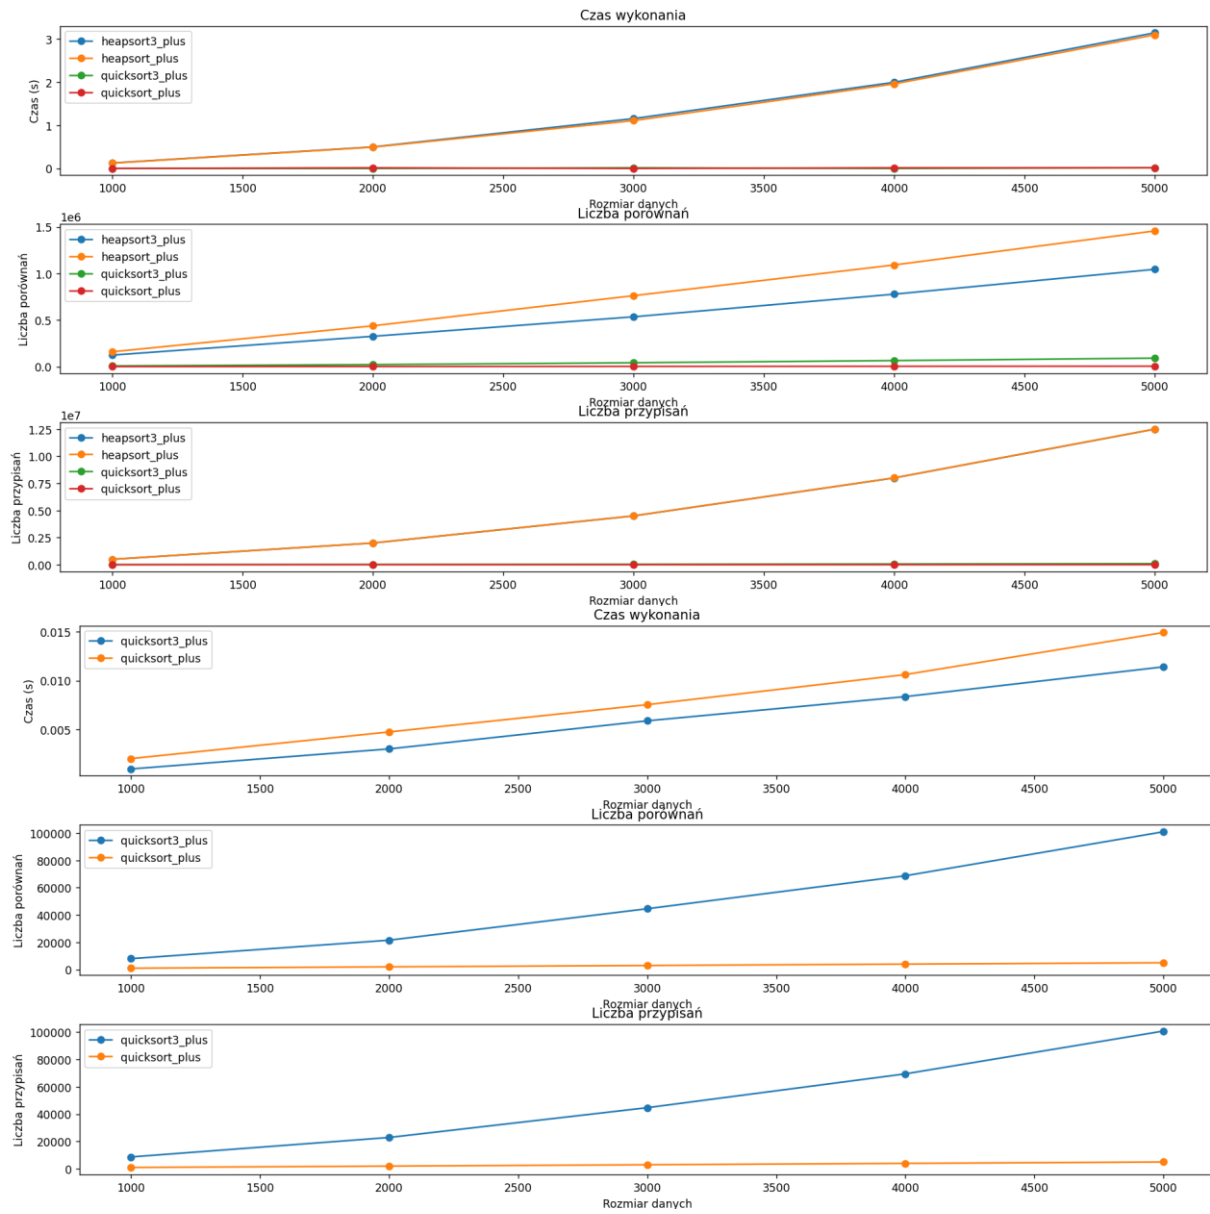 Czas wykonania
heapsort3_plus
heapsort_plus
quicksort3_plus
quicksort_plus
Czas (s)
3
2
1
0
1000 1500 2000 2500 3000 3500 4000 4500 5000
Rozmiar danych
Liczba porównań
1e6
heapsort3_plus
heapsort_plus
quicksort3_plus
quicksort_plus
Liczba porównań
1.5
1.0
0.5
0.0
1000 1500 2000 2500 3000 3500 4000 4500 5000
Rozmiar danych
Liczba przypisań
1e7
heapsort3_plus
heapsort_plus
quicksort3_plus
quicksort_plus
Liczba przypisań
1.25
1.00
0.75
0.50
0.25
0.00
1000 1500 2000 2500 3000 3500 4000 4500 5000
Rozmiar danych
Czas wykonania
quicksort3_plus
quicksort_plus
Czas (s)
0.015
0.010
0.005
1000 1500 2000 2500 3000 3500 4000 4500 5000
Rozmiar danych
Liczba porównań
quicksort3_plus
quicksort_plus
Liczba porównań
100000
80000
60000
40000
20000
0
1000 1500 2000 2500 3000 3500 4000 4500 5000
Rozmiar danych
Liczba przypisań
quicksort3_plus
quicksort_plus
Liczba przypisań
100000
80000
60000
40000
20000
0
1000 1500 2000 2500 3000 3500 4000 4500 5000
Rozmiar danych